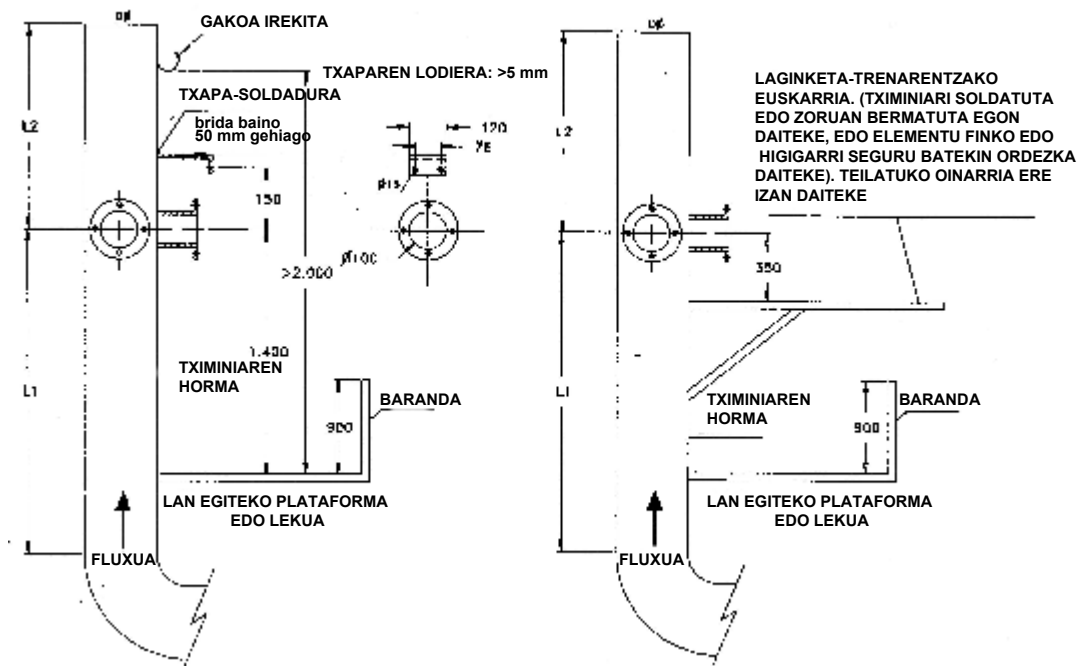 DØ
GAKOA IREKITA
TXAPAREN LODIERA: >5 mm
TXAPA-SOLDADURA
brida baino
50 mm gehiago
L2
120
150
Ø100
>2.000
1.400
TXIMINIAREN
HORMA
L1
BARANDA
900
LAN EGITEKO PLATAFORMA
EDO LEKUA
FLUXUA
DØ
LAGINKETA-TRENARENTZAKO
EUSKARRIA. (TXIMINIARI SOLDATUTA
EDO ZORUAN BERMATUTA EGON
DAITEKE, EDO ELEMENTU FINKO EDO
HIGIGARRI SEGURU BATEKIN ORDEZKA
DAITEKE). TEILATUKO OINARRIA ERE
IZAN DAITEKE
L2
350
L1
TXIMINIAREN
HORMA
BARANDA
900
LAN EGITEKO PLATAFORMA
EDO LEKUA
FLUXUA